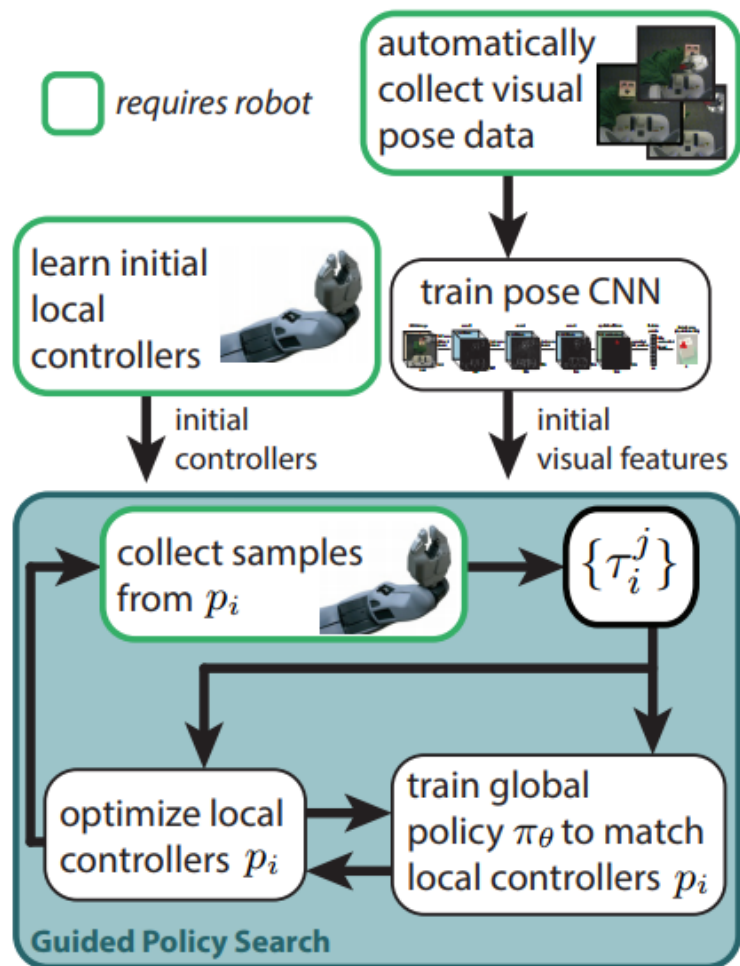 automatically
collect visual
pose data
requires robot
learn initial
local
controllers
train pose CNN
initial
controllers
initial
visual features
collect samples
from p_i
{τ_i^j}
optimize local
controllers p_i
train global
policy π_θ to match
local controllers p_i
Guided Policy Search